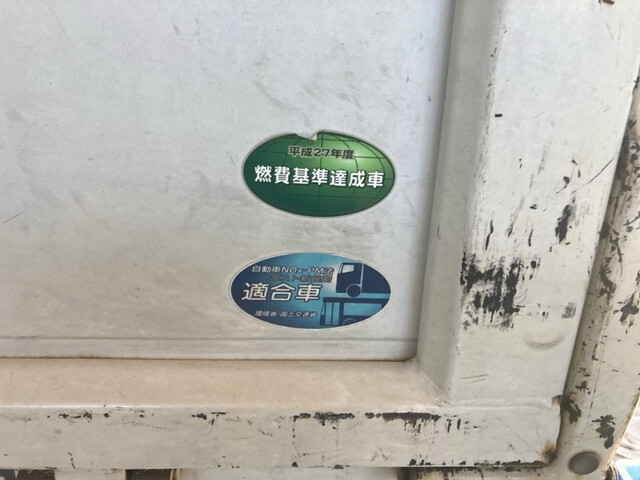 平成27年度
燃費基準達成車
自動車NOx・PM法
適合車
環境省・国土交通省